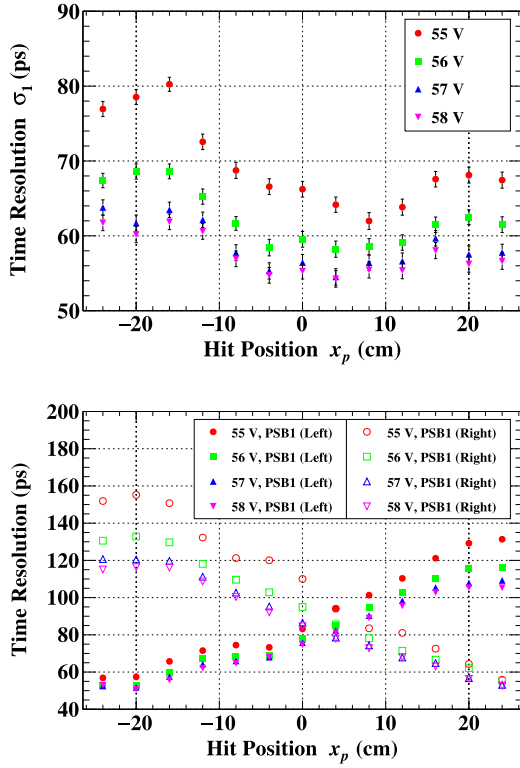 Time Resolution σ1 (ps)
90
80
70
60
50
55 V
56 V
57 V
58 V
−20 −10 0 10 20
Hit Position xp (cm)
Time Resolution (ps)
200
180
160
140
120
100
80
60
40
55 V, PSB1 (Left) 55 V, PSB1 (Right)
56 V, PSB1 (Left) 56 V, PSB1 (Right)
57 V, PSB1 (Left) 57 V, PSB1 (Right)
58 V, PSB1 (Left) 58 V, PSB1 (Right)
−20 −10 0 10 20
Hit Position xp (cm)